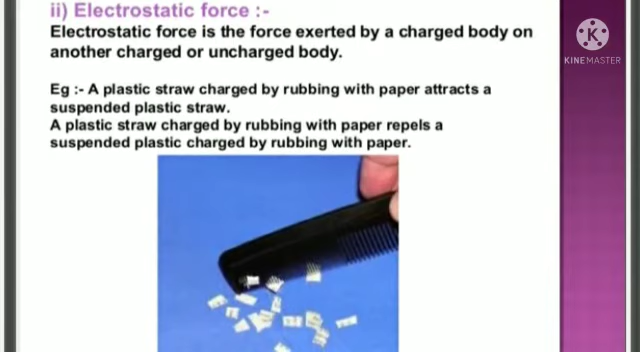 ii) Electrostatic force :-
Electrostatic force is the force exerted by a charged body on
another charged or uncharged body.
Eg :- A plastic straw charged by rubbing with paper attracts a
suspended plastic straw.
A plastic straw charged by rubbing with paper repels a
suspended plastic charged by rubbing with paper.
K
KINEMASTER